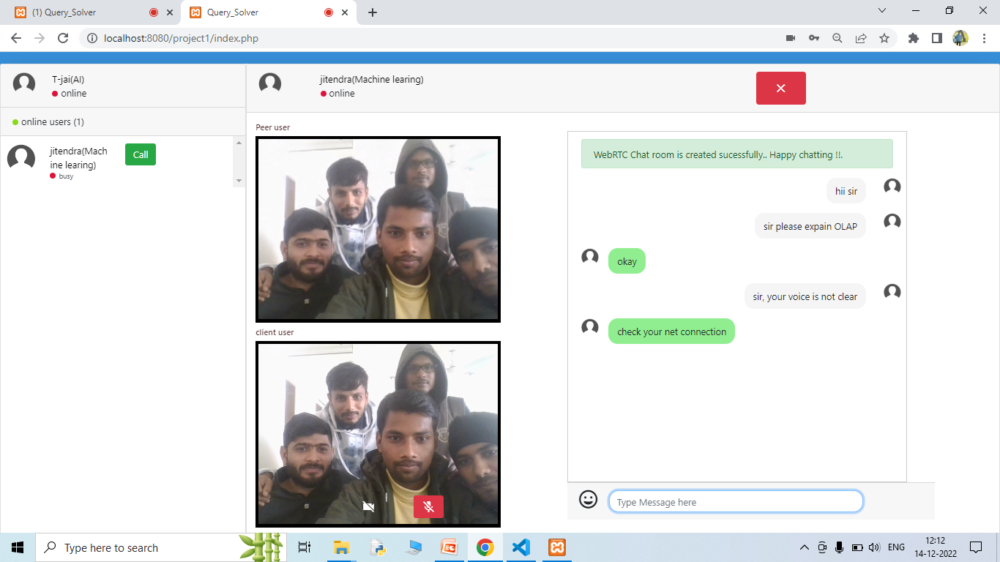 (1) Query_Solver
Query_Solver
localhost:8080/project1/index.php
T-jai(AI)
online
online users (1)
jitendra(Mach
ine learing)
busy
Call
jitendra(Machine learing)
online
Peer user
client user
WebRTC Chat room is created sucessfully.. Happy chatting !!.
hii sir
sir please expain OLAP
okay
sir, your voice is not clear
check your net connection
Type Message here
Type here to search
ENG
12:12
14-12-2022